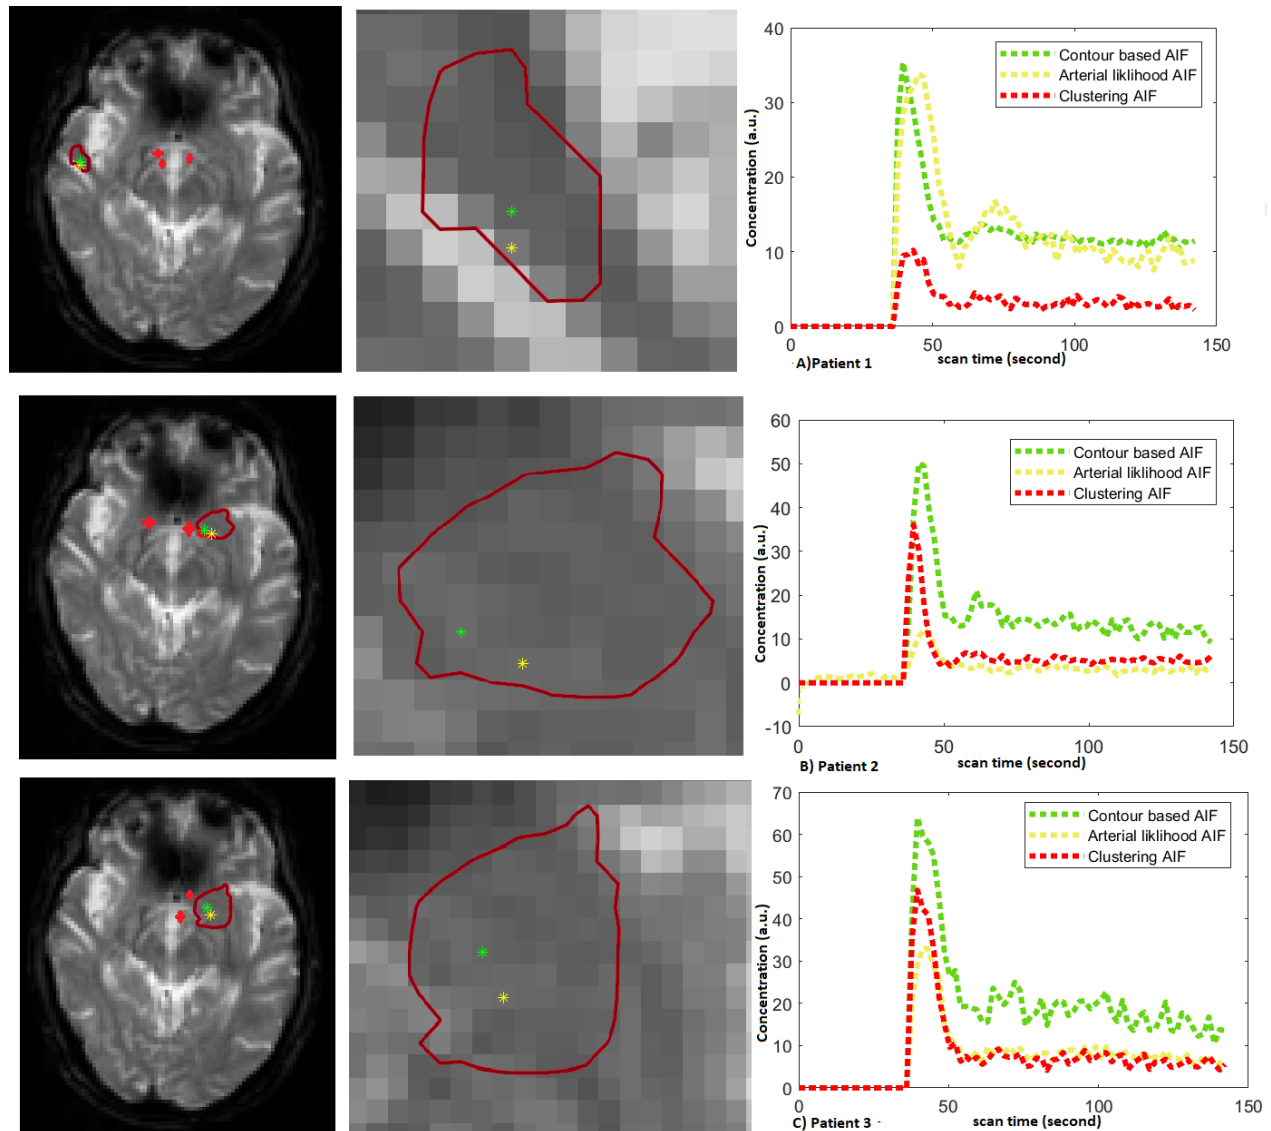 40
30
20
10
0
Concentration (a.u.)
Contour based AIF
Arterial liklihood AIF
Clustering AIF
0 50 100 150
A)Patient 1 scan time (second)
60
50
40
30
20
10
0
-10
Concentration (a.u.)
Contour based AIF
Arterial liklihood AIF
Clustering AIF
0 50 100 150
B) Patient 2 scan time (second)
70
60
50
40
30
20
10
0
Concentration (a.u.)
Contour based AIF
Arterial liklihood AIF
Clustering AIF
0 50 100 150
C) Patient 3 scan time (second)